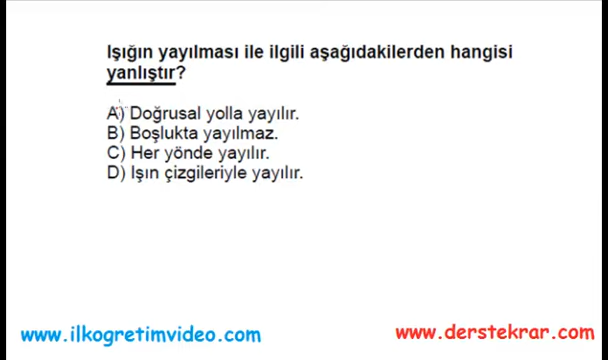 Işığın yayılması ile ilgili aşağıdakilerden hangisi
yanlıştır?
A) Doğrusal yolla yayılır.
B) Boşlukta yayılmaz.
C) Her yönde yayılır.
D) Işın çizgileriyle yayılır.
www.ilkogretimvideo.com
www.derstekrar.com